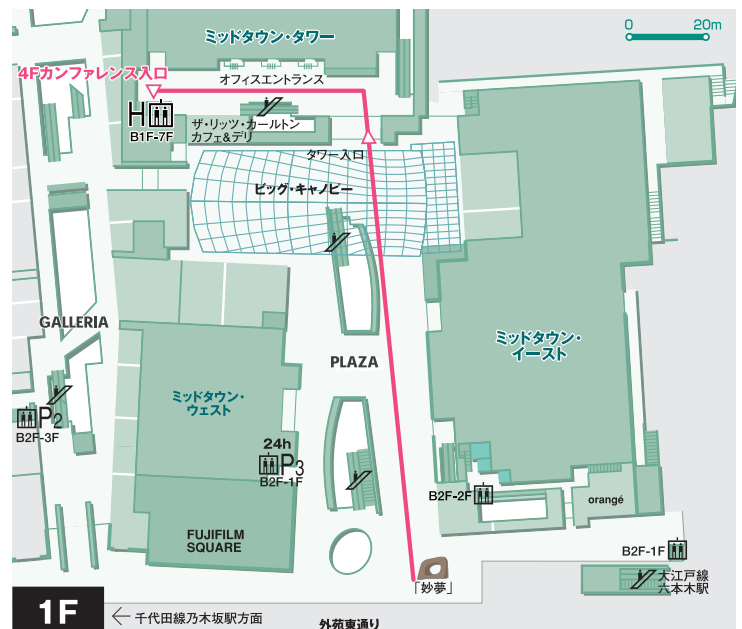 ミッドタウン・タワー
0 20m
4Fカンファレンス入口
オフィスエントランス
H
B1F-7F
ザ・リッツ・カールトン
カフェ&デリ
タワー入口
ビッグ・キャノピー
GALLERIA
PLAZA
ミッドタウン・
イースト
ミッドタウン・
ウェスト
P2
B2F-3F
24h
P3
B2F-1F
B2F-2F
orangé
FUJIFILM
SQUARE
B2F-1F
「妙夢」
大江戸線
六本木駅
1F
← 千代田線乃木坂駅方面
外苑東通り